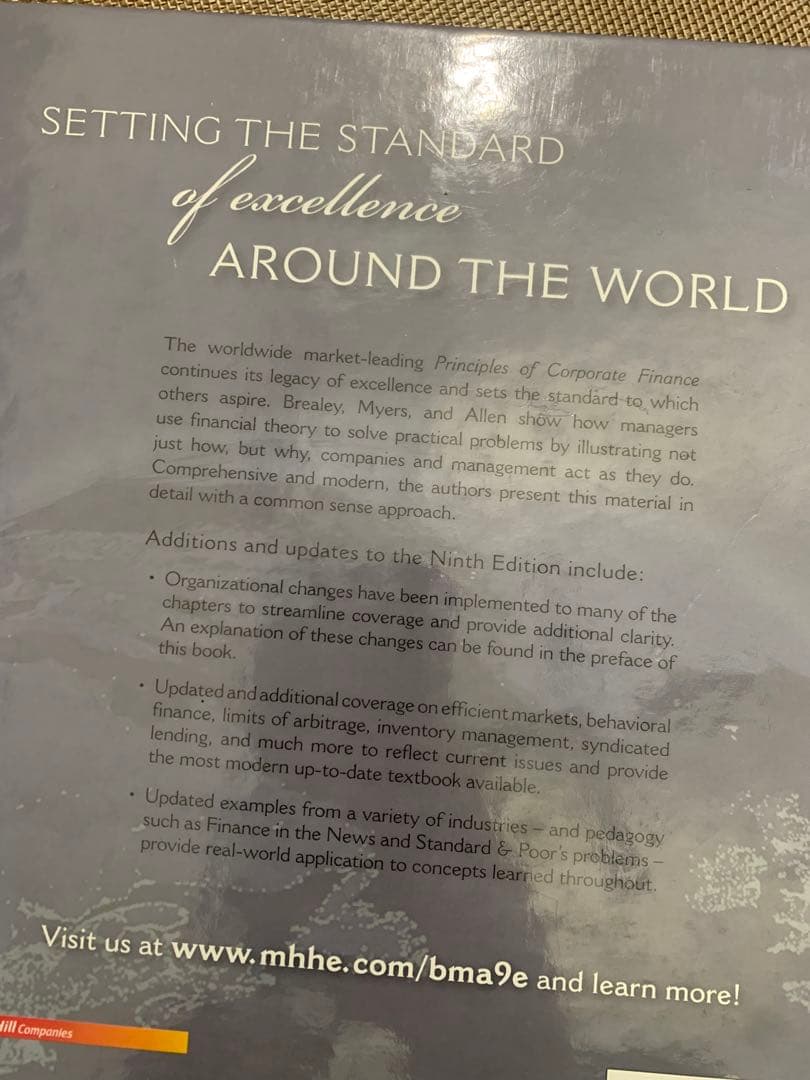 SETTING THE STANDARD
of excellence
AROUND THE WORLD
The worldwide market-leading Principles of Corporate Finance
continues its legacy of excellence and sets the standard to which
others aspire. Brealey, Myers, and Allen show how managers
use financial theory to solve practical problems by illustrating not
just how, but why, companies and management act as they do.
Comprehensive and modern, the authors present this material in
detail with a common sense approach.
Additions and updates to the Ninth Edition include:
• Organizational changes have been implemented to many of the
chapters to streamline coverage and provide additional clarity.
An explanation of these changes can be found in the preface of
this book.
• Updated and additional coverage on efficient markets, behavioral
finance, limits of arbitrage, inventory management, syndicated
lending, and much more to reflect current issues and provide
the most modern up-to-date textbook available.
• Updated examples from a variety of industries – and pedagogy
such as Finance in the News and Standard & Poor's problems –
provide real-world application to concepts learned throughout.
Visit us at www.mhhe.com/bma9e and learn more!
Hill Companies